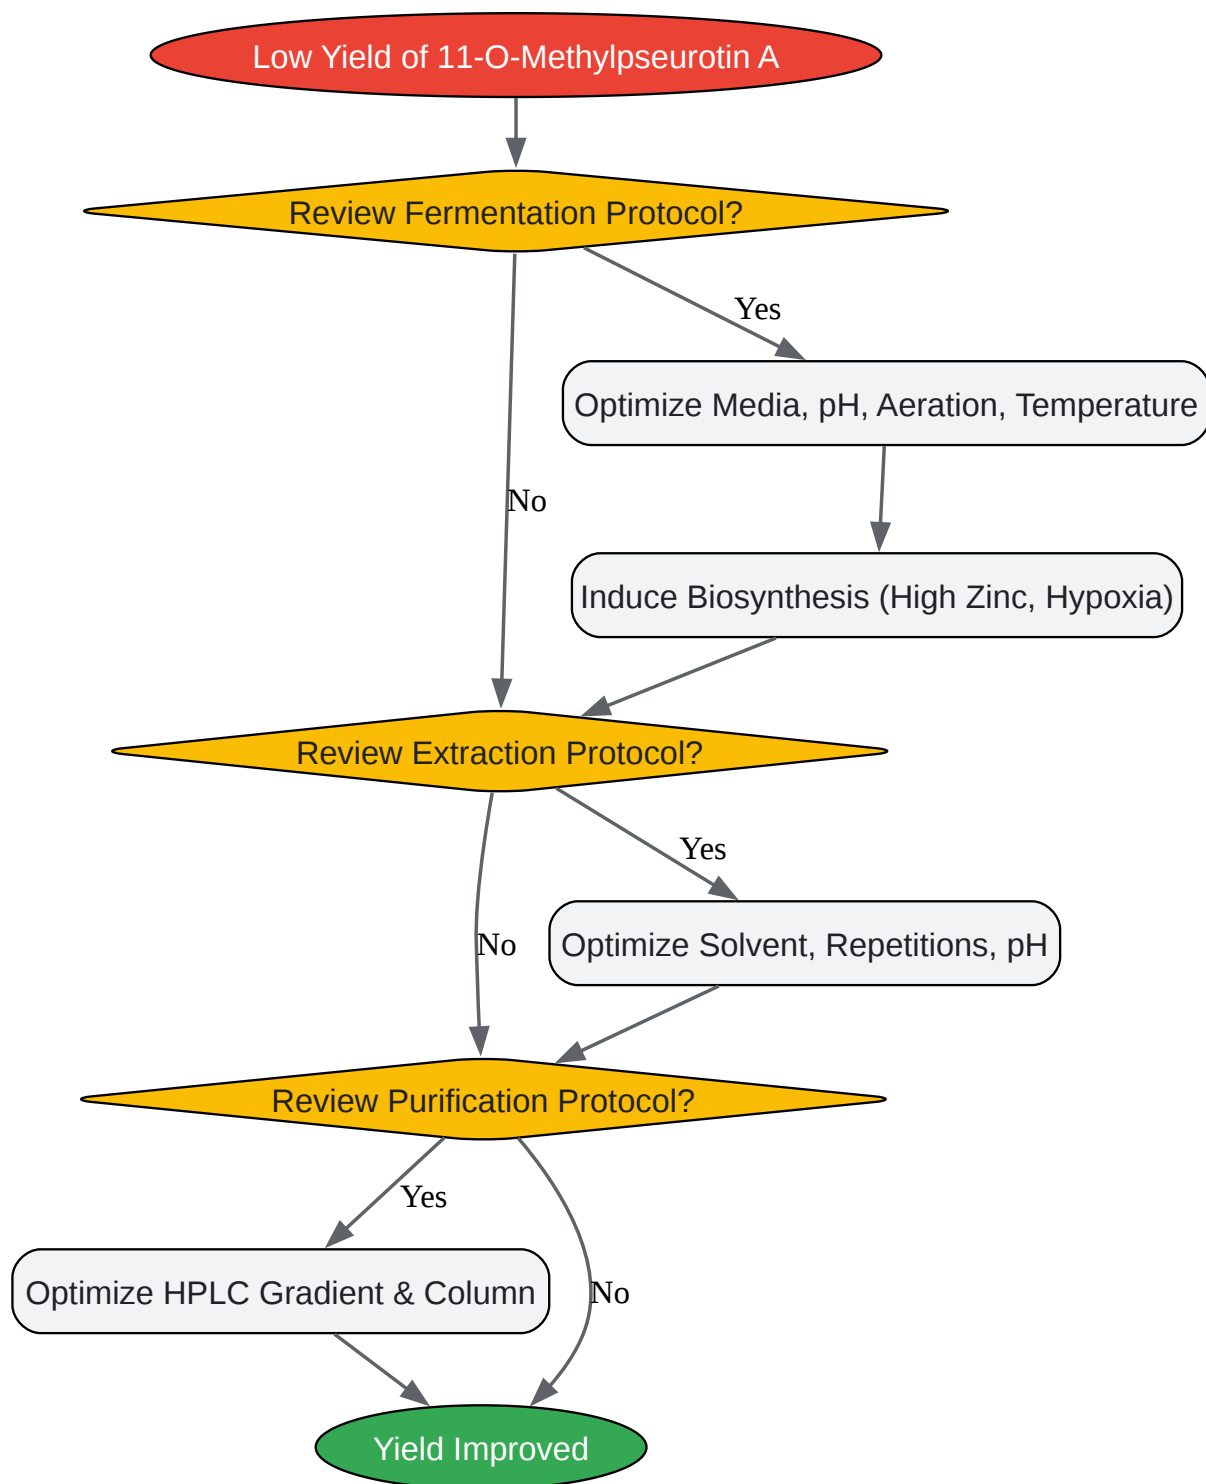 Low Yield of 11-O-Methylpseurotin A
Review Fermentation Protocol?
Yes
Optimize Media, pH, Aeration, Temperature
No
Induce Biosynthesis (High Zinc, Hypoxia)
Review Extraction Protocol?
Yes
No
Optimize Solvent, Repetitions, pH
Review Purification Protocol?
Yes
Optimize HPLC Gradient & Column
No
Yield Improved